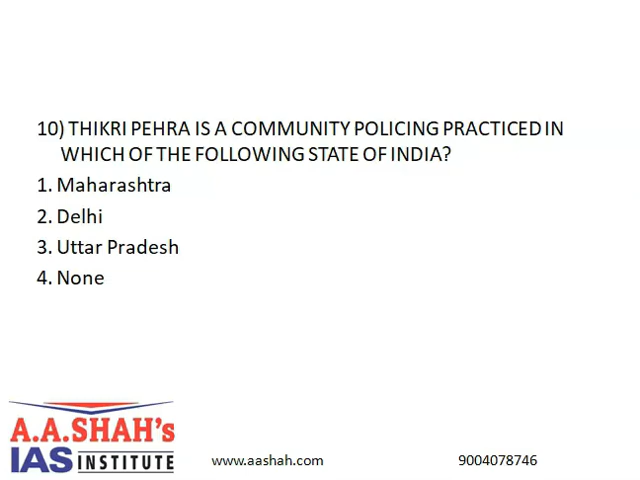 10) THIKRI PEHRA IS A COMMUNITY POLICING PRACTICED IN
WHICH OF THE FOLLOWING STATE OF INDIA?
1. Maharashtra
2. Delhi
3. Uttar Pradesh
4. None
A.A.SHAH's
IAS INSTITUTE
www.aashah.com 9004078746